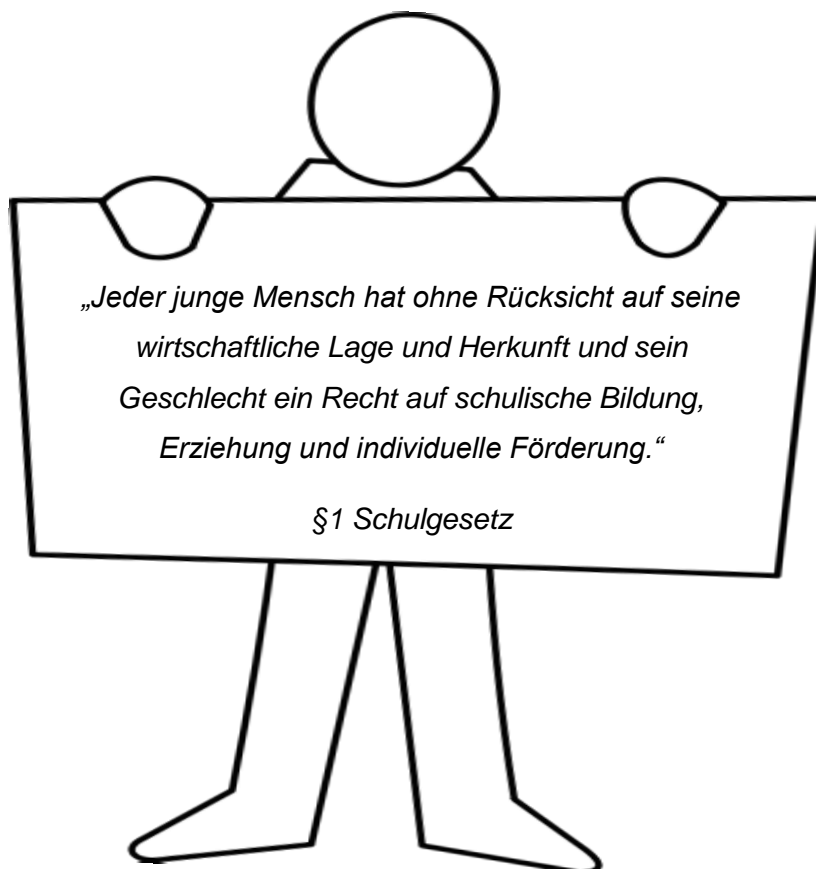 „Jeder junge Mensch hat ohne Rücksicht auf seine
wirtschaftliche Lage und Herkunft und sein
Geschlecht ein Recht auf schulische Bildung,
Erziehung und individuelle Förderung.“
§1 Schulgesetz